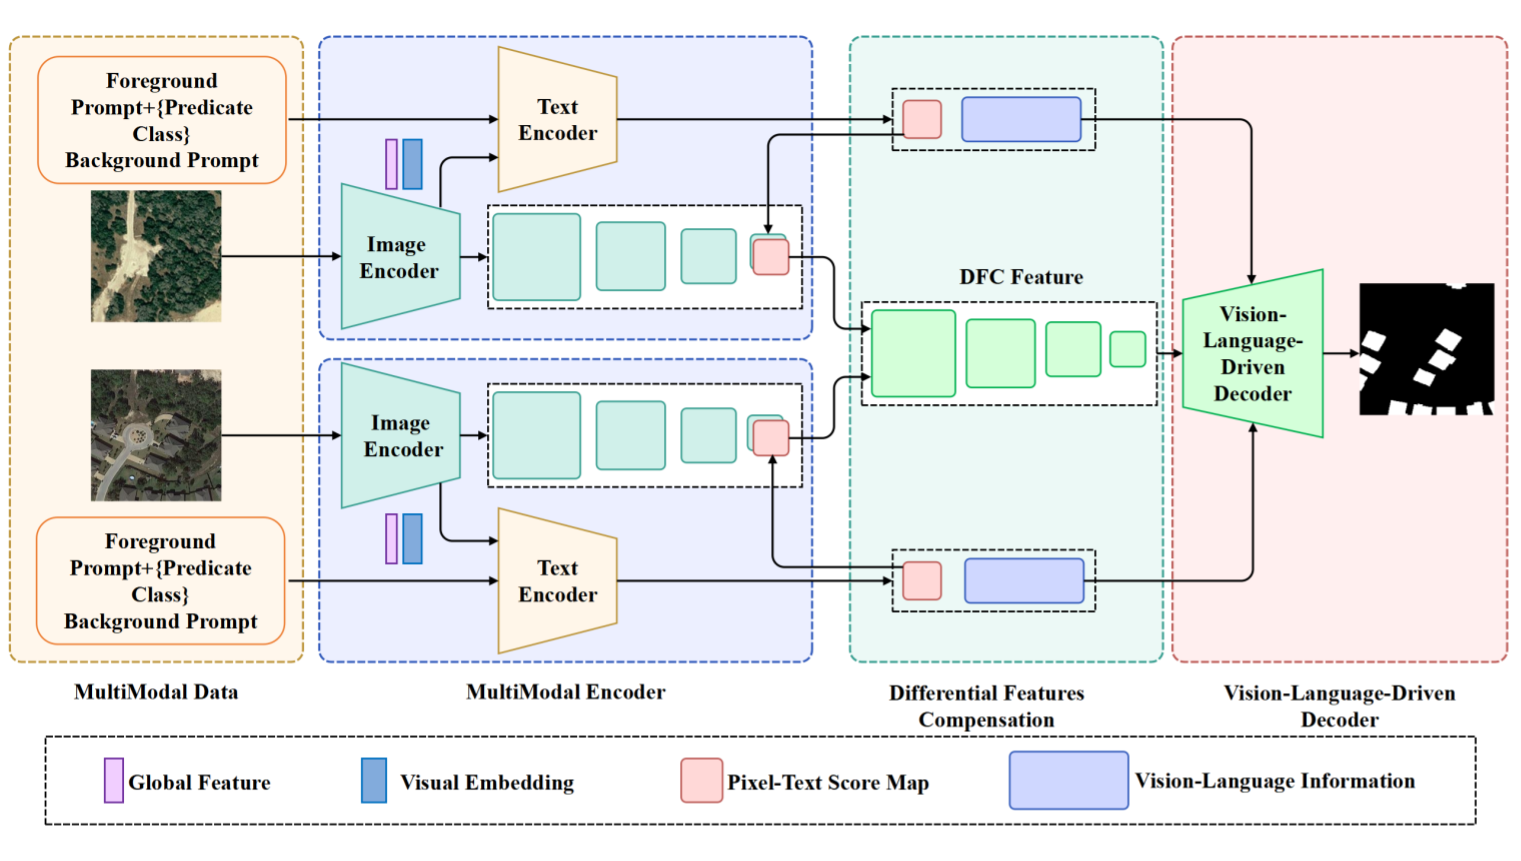 Foreground
Prompt+{Predicate
Class}
Background Prompt
Text
Encoder
Image
Encoder
DFC Feature
Vision-
Language-
Driven
Decoder
Image
Encoder
Text
Encoder
Foreground
Prompt+{Predicate
Class}
Background Prompt
MultiModal Data
MultiModal Encoder
Differential Features
Compensation
Vision-Language-Driven
Decoder
Global Feature
Visual Embedding
Pixel-Text Score Map
Vision-Language Information